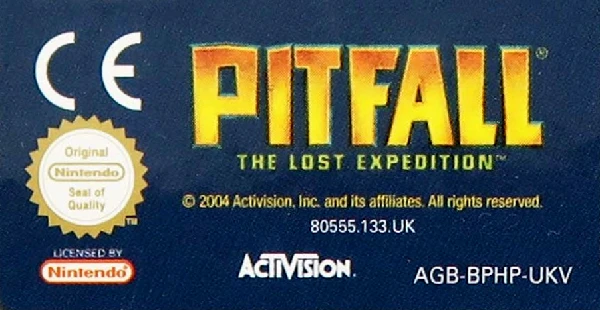 CE
PITFALL®
THE LOST EXPEDITION™
Original
Nintendo
Seal of
Quality
TM
© 2004 Activision, Inc. and its affiliates. All rights reserved.
80555.133.UK
LICENSED BY
Nintendo®
ACTIVISION®
AGB-BPHP-UKV